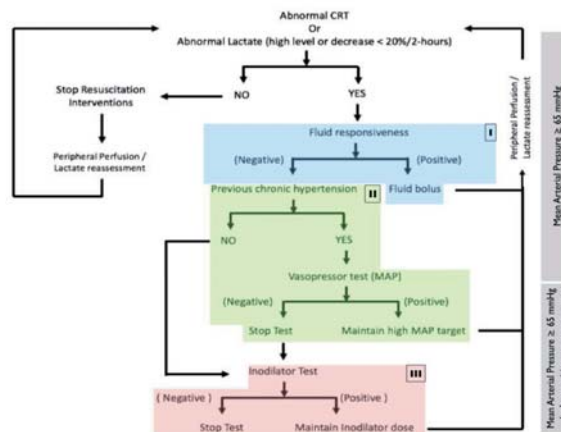 Abnormal CRT
Or
Abnormal Lactate (high level or decrease < 20%/2-hours)
NO
YES
Stop Resuscitation
Interventions
Peripheral Perfusion /
Lactate reassessment
Fluid responsiveness
I
(Negative)
(Positive)
Fluid bolus
Previous chronic hypertension
II
NO
YES
Vasopressor test (MAP)
(Negative)
(Positive)
Stop Test
Maintain high MAP target
Inodilator Test
III
( Negative )
(Positive )
Stop Test
Maintain Inodilator dose
Peripheral Perfusion /
Lactate reassessment
Mean Arterial Pressure ≥ 65 mmHg
Mean Arterial Pressure ≥ 65 mmHg